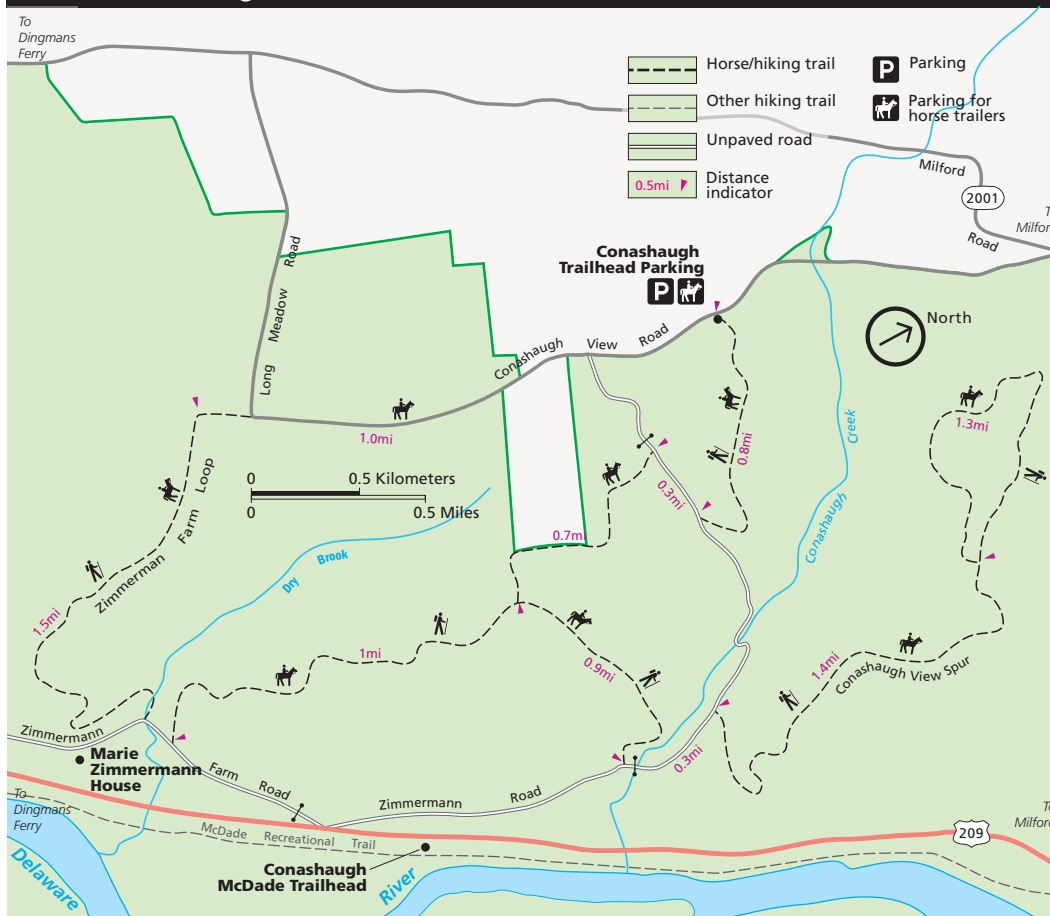 To
Dingmans
Ferry
Horse/hiking trail
Other hiking trail
Unpaved road
0.5mi
Distance
indicator
P
Parking
Parking for
horse trailers
Milford
2001
Road
Conashaugh
Trailhead Parking
P
North
Long Meadow Road
Conashaugh View Road
1.0mi
Zimmerman Farm Loop
0 0.5 Kilometers
0 0.5 Miles
0.8mi
0.3mi
0.7m
Conashaugh Creek
1.3mi
Dry Brook
1.5mi
1mi
0.9mi
1.4mi
Conashaugh View Spur
0.3mi
Zimmermann Farm Road
Marie
Zimmermann
House
Zimmermann Road
To
Dingmans
Ferry
McDade Recreational Trail
209
Milfor
Conashaugh
McDade Trailhead
Delaware
River